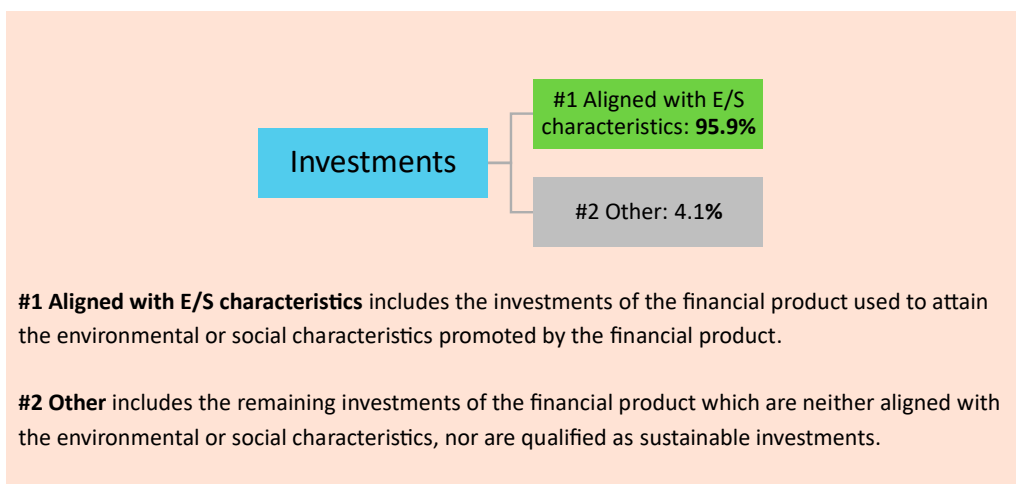 #1 Aligned with E/S
characteristics: 95.9%
Investments
#2 Other: 4.1%
#1 Aligned with E/S characteristics includes the investments of the financial product used to attain
the environmental or social characteristics promoted by the financial product.
#2 Other includes the remaining investments of the financial product which are neither aligned with
the environmental or social characteristics, nor are qualified as sustainable investments.